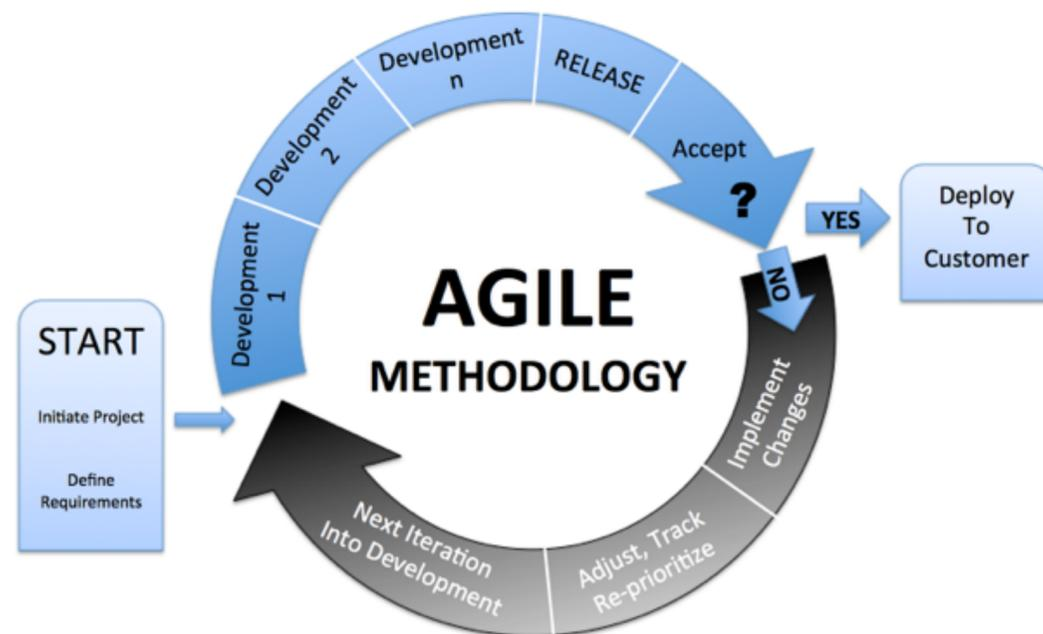 START
Initiate Project
Define
Requirements
Development
1
Development
2
Development
n
RELEASE
Accept
?
YES
Deploy
To
Customer
NO
Implement
Changes
Adjust, Track
Re-prioritize
Next Iteration
Into Development
AGILE
METHODOLOGY